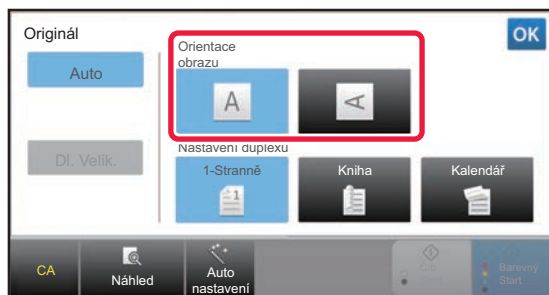 Originál
OK
Orientace
obrazu
Auto
A
A
Nastavení duplexu
Dl. Velik.
1-Stranně
Kniha
Kalendář
1
CA
Náhled
Auto
nastavení
Barevný
Start